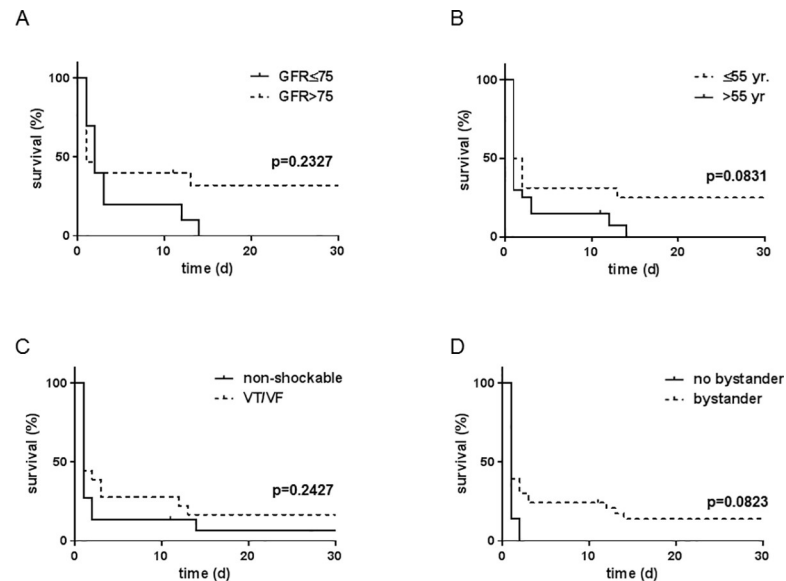 A
GFR≤75
GFR>75
p=0.2327
survival (%)
100
50
0
0 10 20 30
time (d)
B
≤55 yr.
>55 yr
p=0.0831
survival (%)
100
50
0
0 10 20 30
time (d)
C
non-shockable
VT/VF
p=0.2427
survival (%)
100
50
0
0 10 20 30
time (d)
D
no bystander
bystander
p=0.0823
survival (%)
100
50
0
0 10 20 30
time (d)